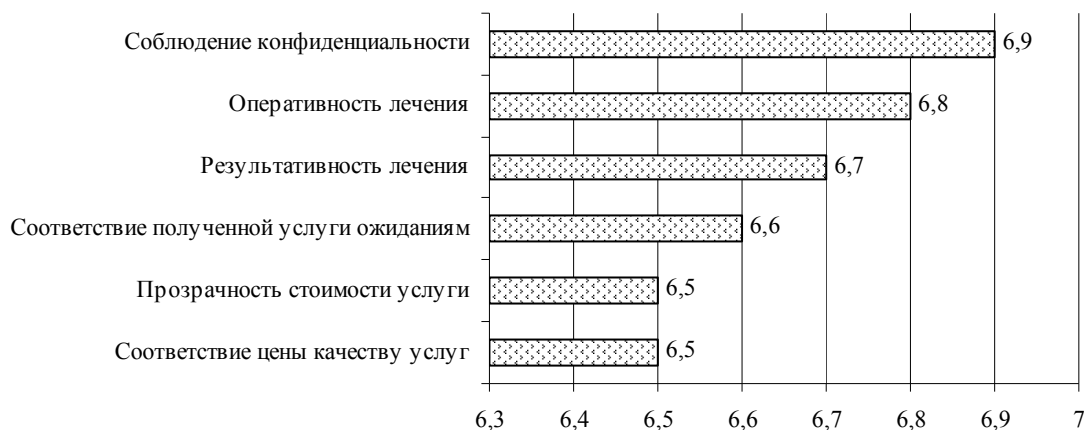 Соблюдение конфиденциальности 6,9
Оперативность лечения 6,8
Результативность лечения 6,7
Соответствие полученной услуги ожиданиям 6,6
Прозрачность стоимости услуги 6,5
Соответствие цены качеству услуг 6,5
6,3 6,4 6,5 6,6 6,7 6,8 6,9 7